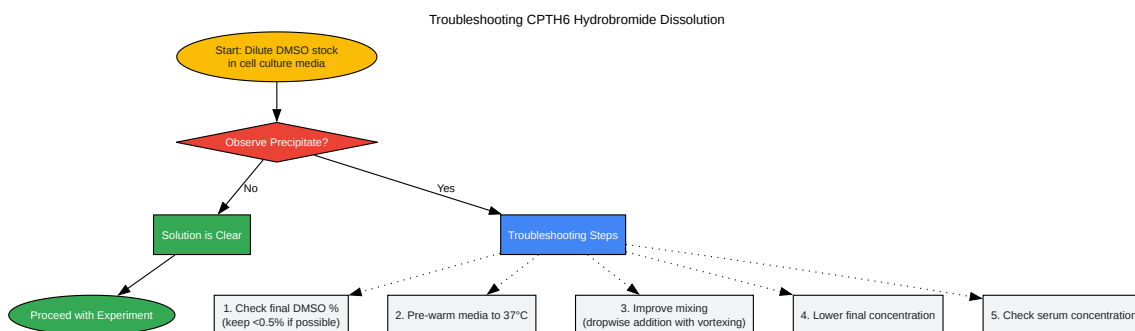 Troubleshooting CPTH6 Hydrobromide Dissolution
Start: Dilute DMSO stock
in cell culture media
Observe Precipitate?
No
Yes
Solution is Clear
Troubleshooting Steps
Proceed with Experiment
1. Check final DMSO %
(keep <0.5% if possible)
2. Pre-warm media to 37°C
3. Improve mixing
(dropwise addition with vortexing)
4. Lower final concentration
5. Check serum concentration